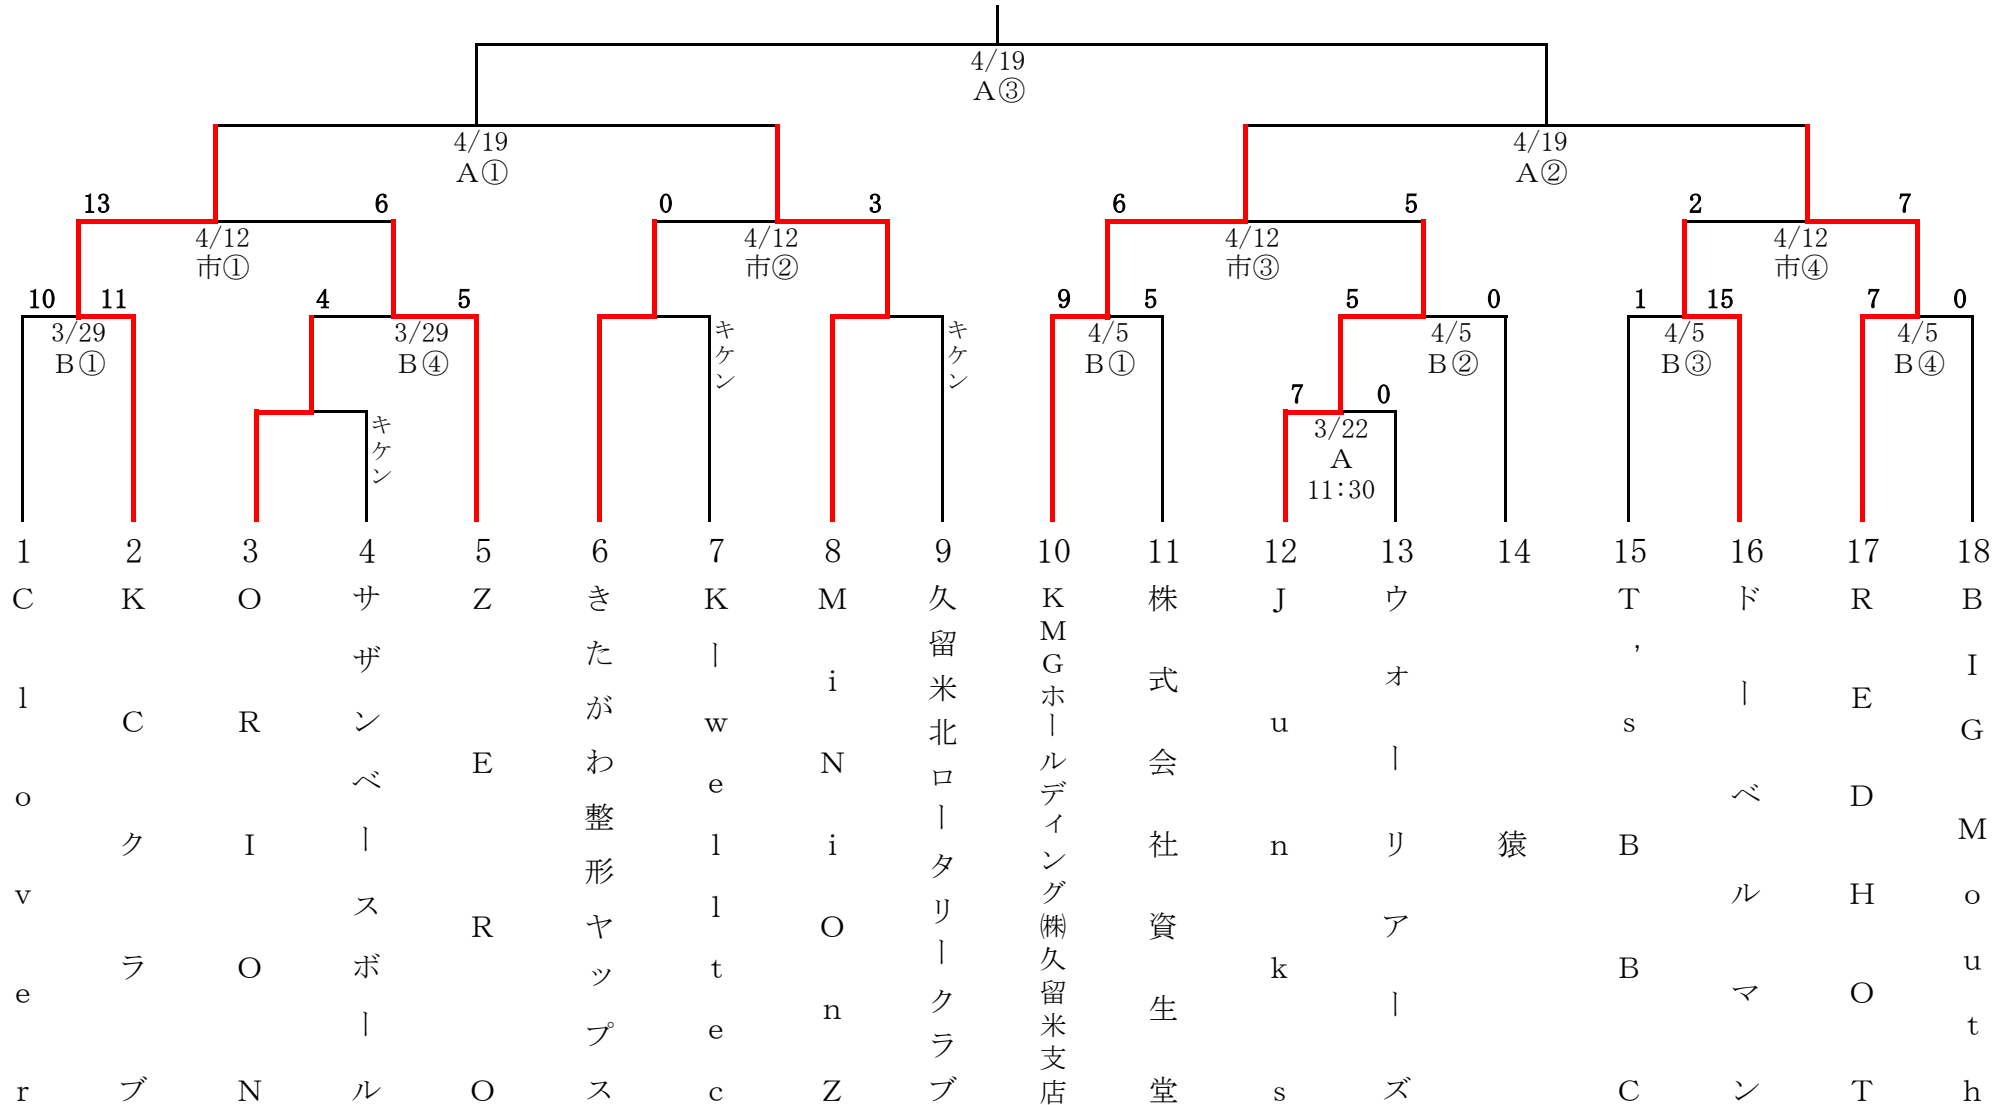 4/19
A③
4/19
A①
4/19
A②
13
6
0
3
6
5
2
7
4/12
市①
4/12
市②
4/12
市③
4/12
市④
10
11
4
5
9
5
5
0
1
15
7
0
3/29
B①
3/29
B④
キケン
キケン
4/5
B①
4/5
B②
4/5
B③
4/5
B④
キケン
7
0
3/22
A
11:30
1
2
3
4
5
6
7
8
9
10
11
12
13
14
15
16
17
18
Clover
KCクラブ
ORION
サザンベースボール
ZERO
きたがわ整形ヤップス
Kーwelltec
MiNiOnZ
久留米北ロータリークラブ
KMGホールディング㈱久留米支店
株式会社資生堂
Junks
ウォーリアーズ
猿
T’sBBC
ドーベルマン
REDHOT
BIGMouth